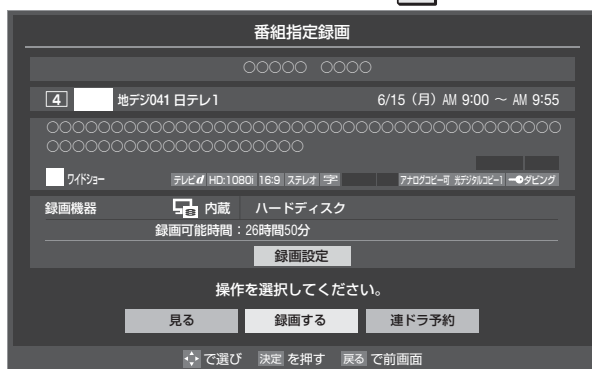 番組指定録画
○○○○○ ○○○○
4 地デジ041 日テレ1 6/15（月）AM 9:00 ～ AM 9:55
○○○○○○○○○○○○○○○○○○○○○○○○○○○○○○
○○○○○○○○○○○○○○○
ワイドショー テレビd HD:1080i 16:9 ステレオ 字 アナログコピー可 光デジタルコピー1 ダビング
録画機器 内蔵 ハードディスク
録画可能時間：26時間50分
録画設定
操作を選択してください。
見る 録画する 連ドラ予約
で選び 決定 を押す 戻る で前画面